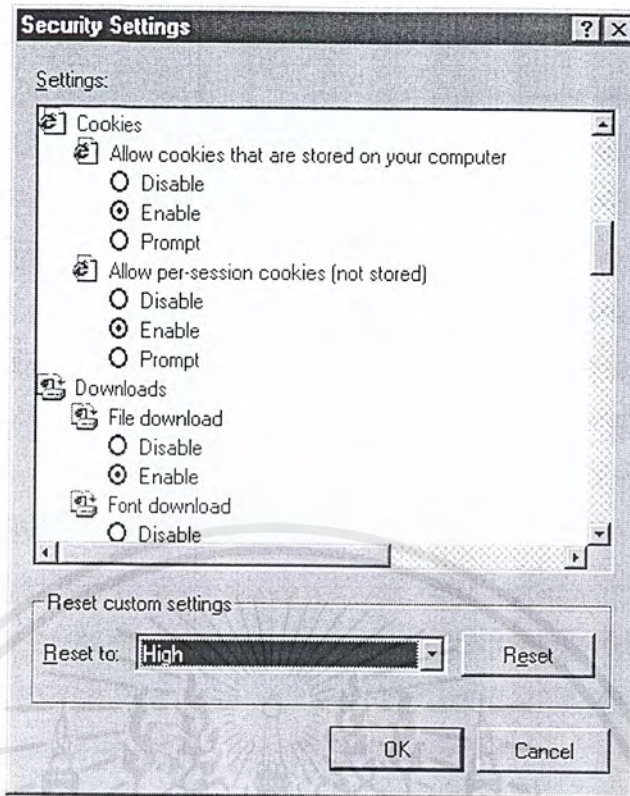 Security Settings
Settings:
Cookies
Allow cookies that are stored on your computer
Disable
Enable
Prompt
Allow per-session cookies (not stored)
Disable
Enable
Prompt
Downloads
File download
Disable
Enable
Font download
Disable
Reset custom settings
Reset to: High Reset
OK Cancel